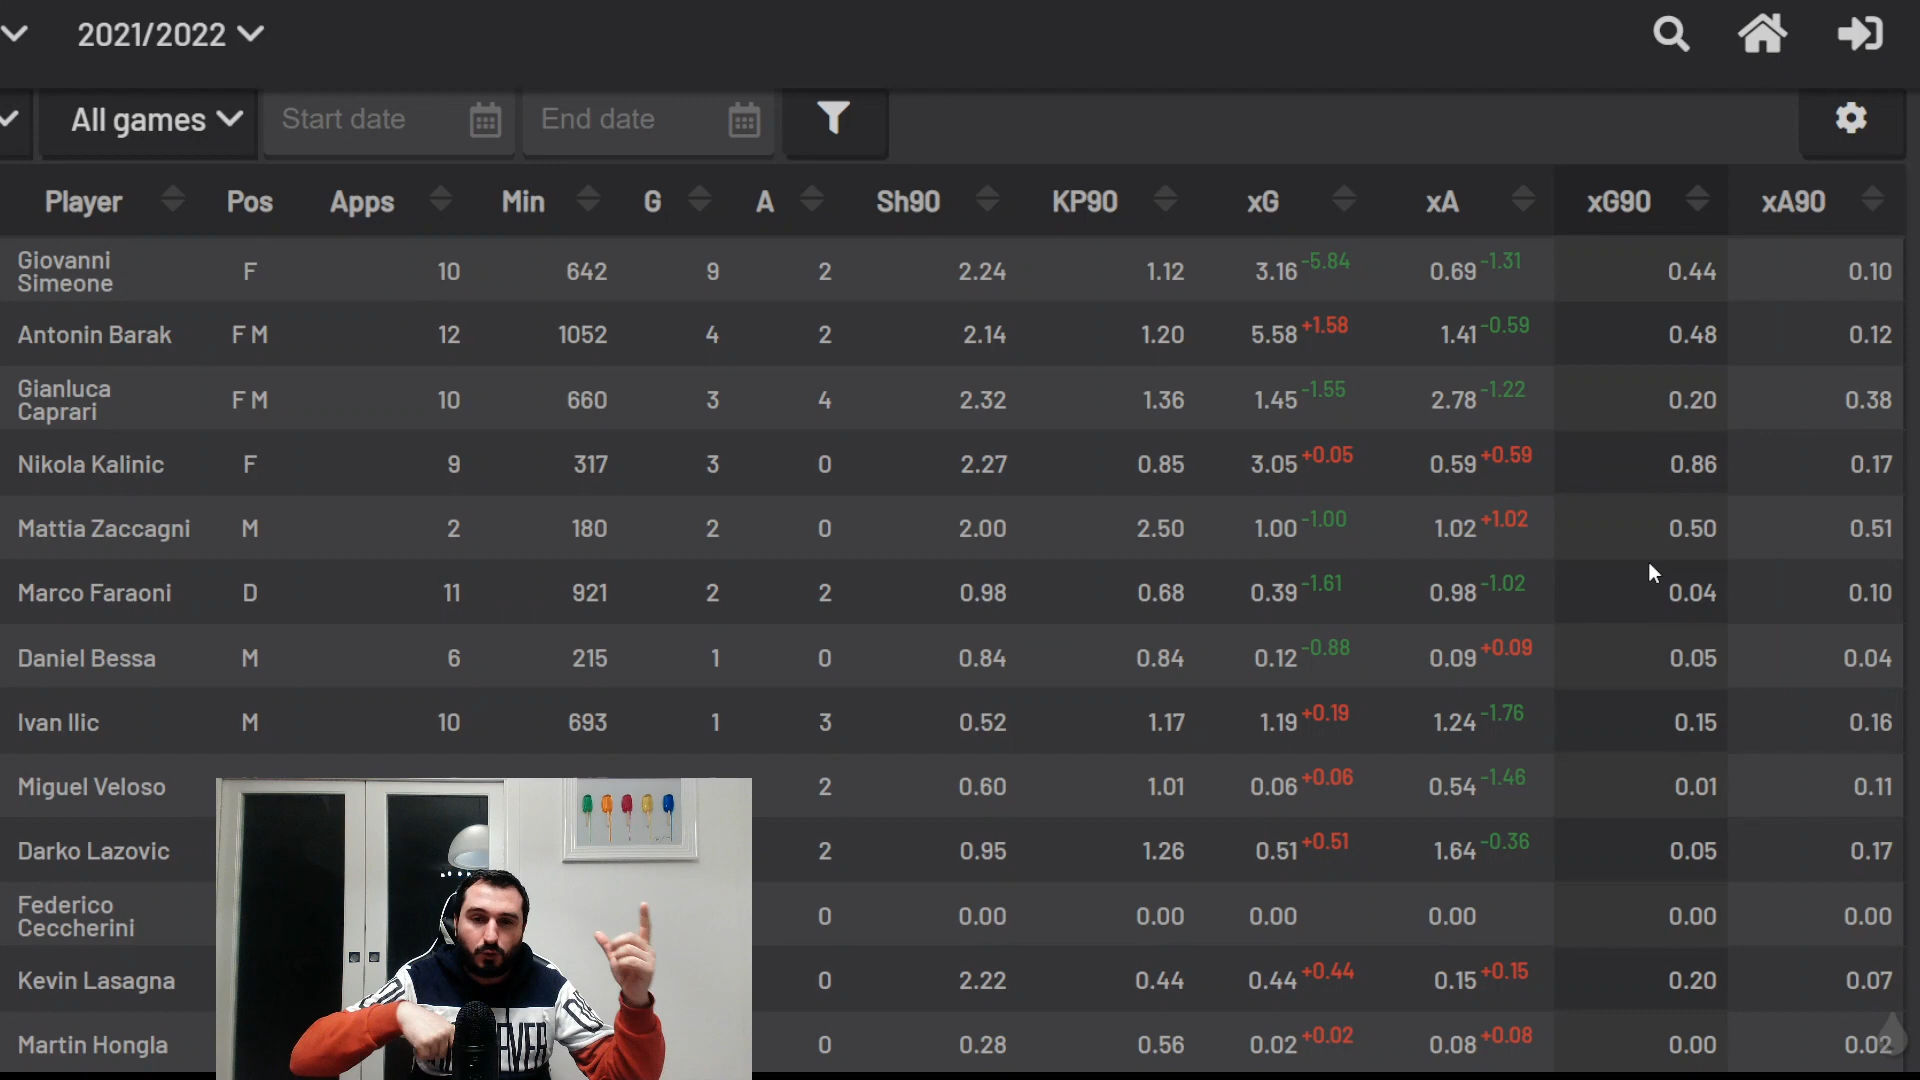 2021/2022
All games Start date End date
Player Pos Apps Min G A Sh90 KP90 xG xA xG90 xA90
Giovanni
Simeone F 10 642 9 2 2.24 1.12 3.16 -5.84 0.69 -1.31 0.44 0.10
Antonin Barak F M 12 1052 4 2 2.14 1.20 5.58 +1.58 1.41 -0.59 0.48 0.12
Gianluca
Caprari F M 10 660 3 4 2.32 1.36 1.45 -1.55 2.78 -1.22 0.20 0.38
Nikola Kalinic F 9 317 3 0 2.27 0.85 3.05 +0.05 0.59 +0.59 0.86 0.17
Mattia Zaccagni M 2 180 2 0 2.00 2.50 1.00 -1.00 1.02 +1.02 0.50 0.51
Marco Faraoni D 11 921 2 2 0.98 0.68 0.39 -1.61 0.98 -1.02 0.04 0.10
Daniel Bessa M 6 215 1 0 0.84 0.84 0.12 -0.88 0.09 +0.09 0.05 0.04
Ivan Ilic M 10 693 1 3 0.52 1.17 1.19 +0.19 1.24 -1.76 0.15 0.16
Miguel Veloso 2 0.60 1.01 0.06 +0.06 0.54 -1.46 0.01 0.11
Darko Lazovic 2 0.95 1.26 0.51 +0.51 1.64 -0.36 0.05 0.17
Federico
Ceccherini 0 0.00 0.00 0.00 0.00 0.00 0.00
Kevin Lasagna 0 2.22 0.44 0.44 +0.44 0.15 +0.15 0.20 0.07
Martin Hongla 0 0.28 0.56 0.02 +0.02 0.08 +0.08 0.00 0.02